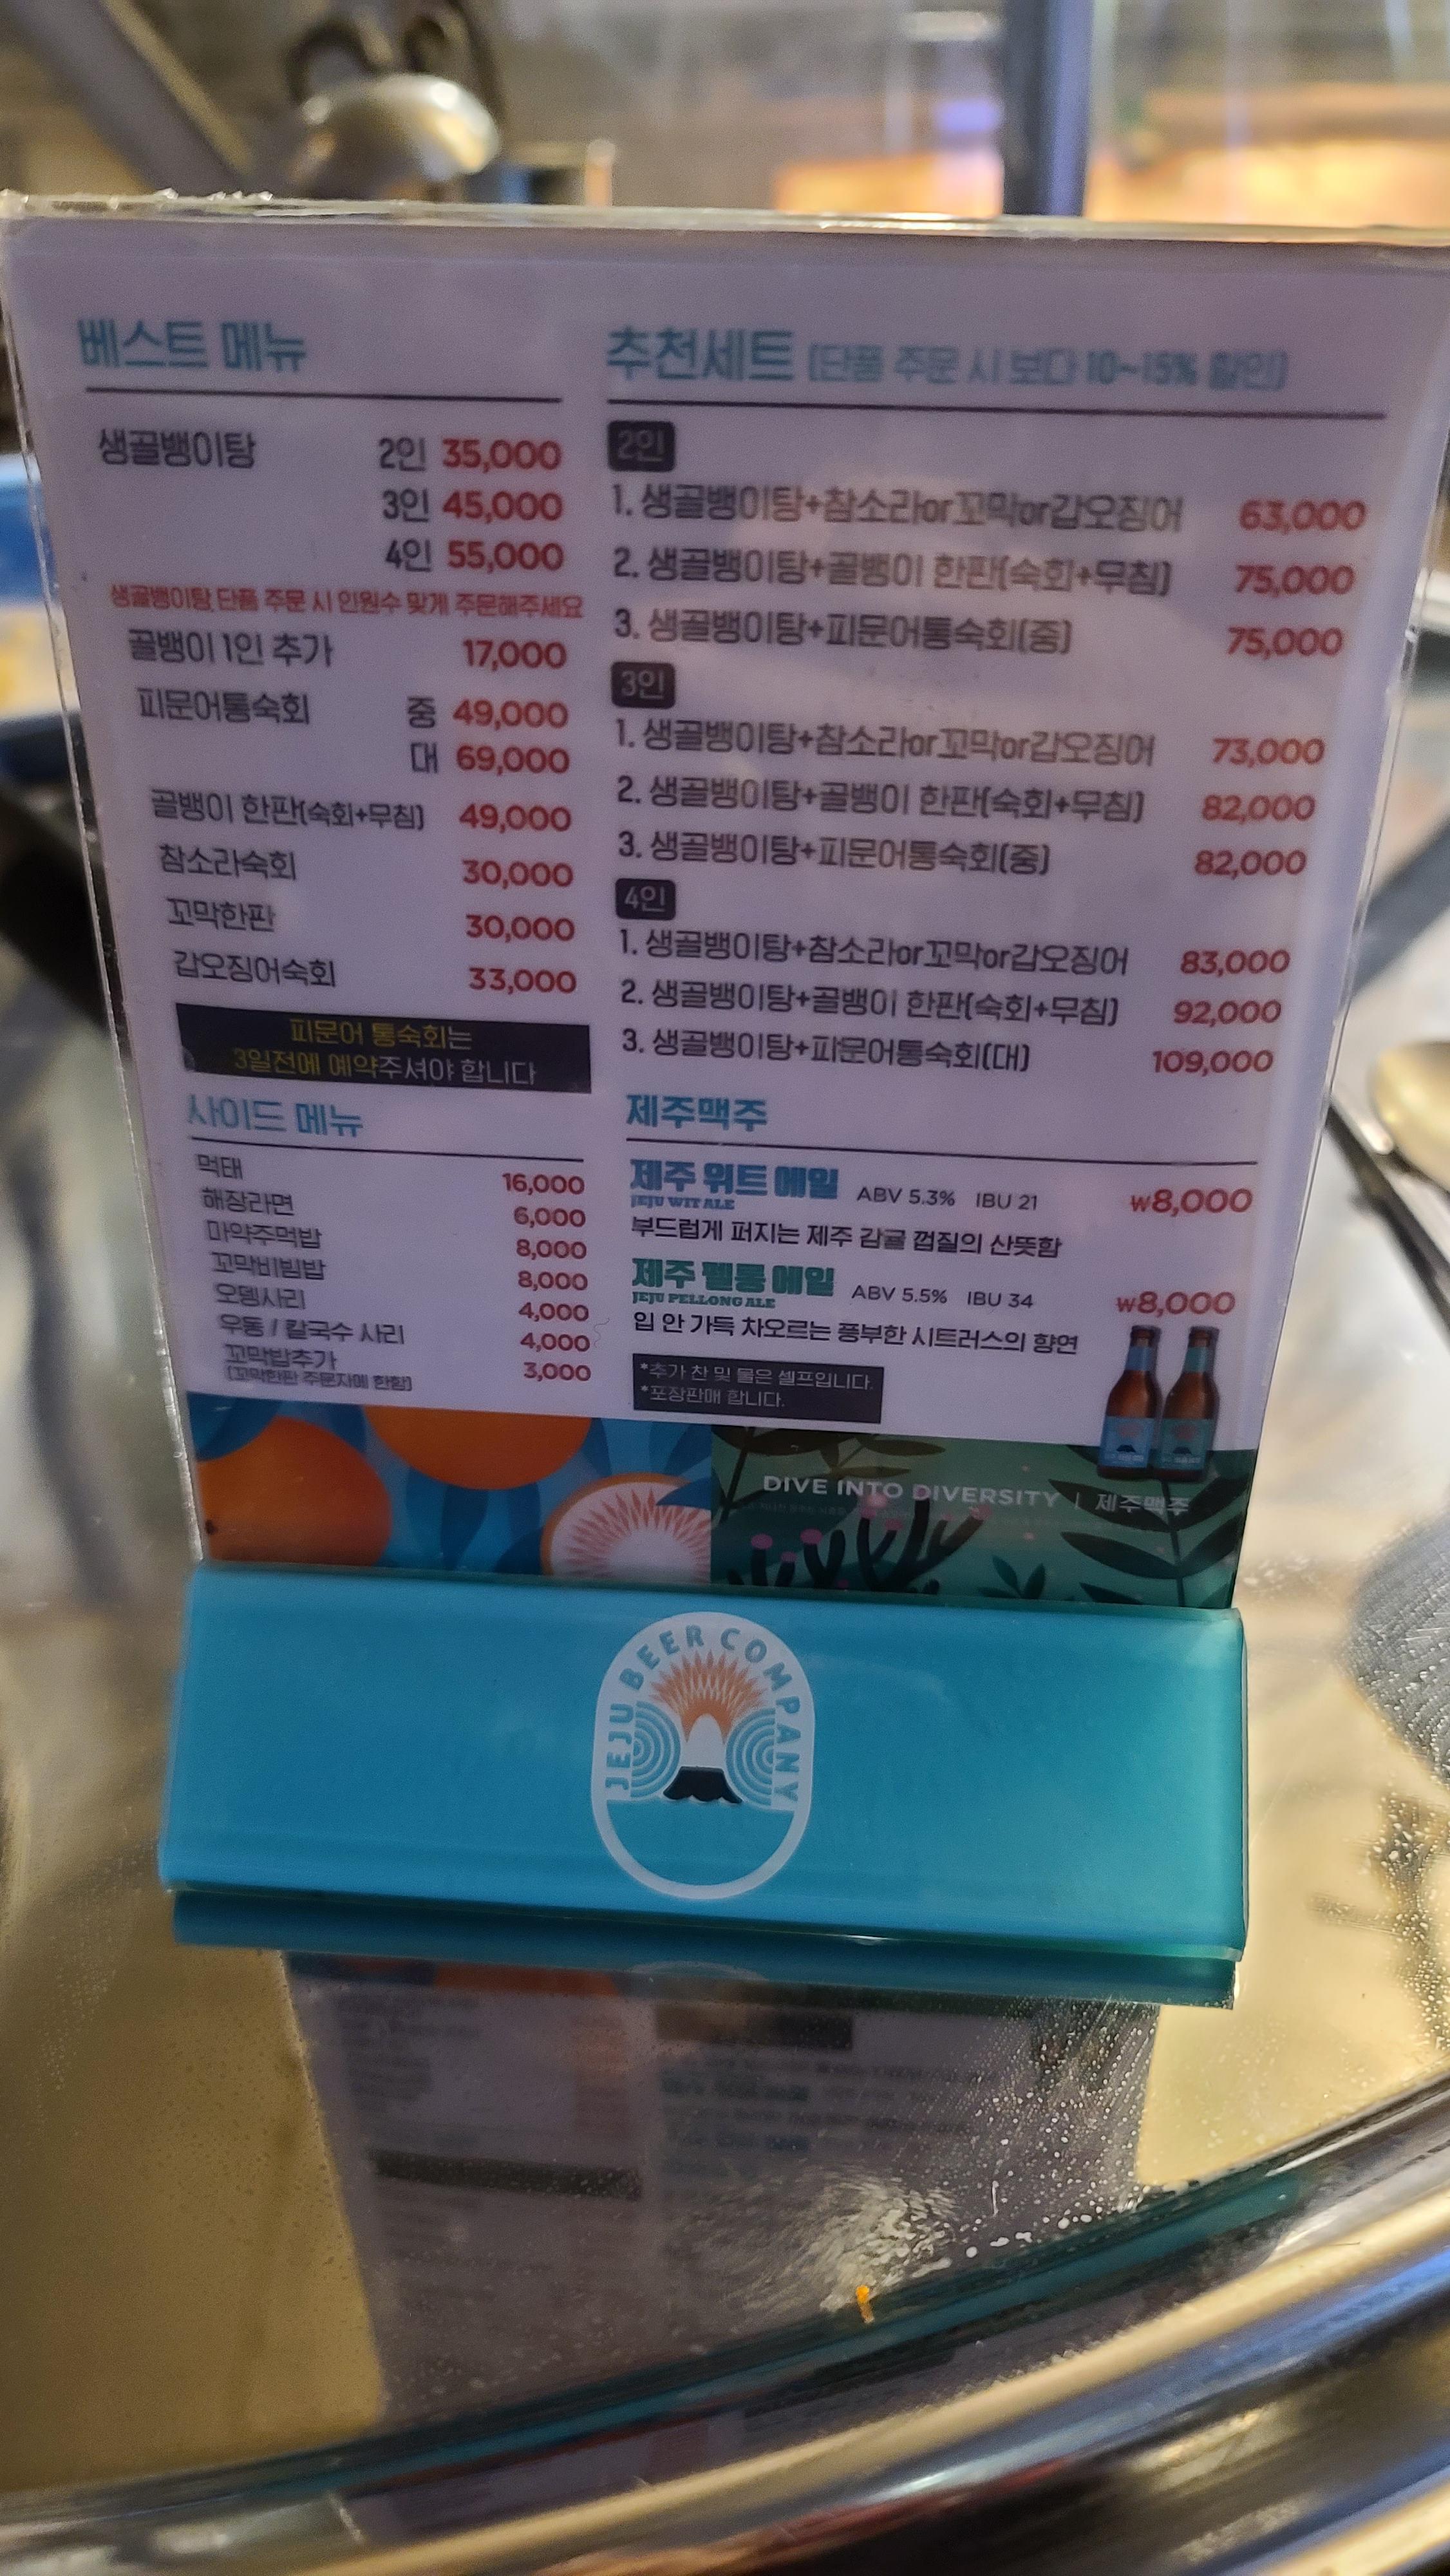 베스트 메뉴
생골뱅이탕 2인 35,000
3인 45,000
4인 55,000
생골뱅이탕 단품 주문 시 인원수 맞게 주문해주세요
골뱅이 1인 추가 17,000
피문어통숙회 중 49,000
대 69,000
골뱅이 한판(숙회+무침) 49,000
참소라숙회 30,000
꼬막한판 30,000
갑오징어숙회 33,000
피문어 통숙회는
3일전에 예약주셔야 합니다
사이드 메뉴
먹태 16,000
해장라면 6,000
마약주먹밥 8,000
꼬막비빔밥 8,000
오뎅사리 4,000
우동 / 칼국수 사리 4,000
꼬막밥추가 3,000
(꼬막한판 주문자에 한함)
추천세트 (단품 주문 시 보다 10~15% 할인)
2인
1. 생골뱅이탕+참소라or꼬막or갑오징어 63,000
2. 생골뱅이탕+골뱅이 한판(숙회+무침) 75,000
3. 생골뱅이탕+피문어통숙회(중) 75,000
3인
1. 생골뱅이탕+참소라or꼬막or갑오징어 73,000
2. 생골뱅이탕+골뱅이 한판(숙회+무침) 82,000
3. 생골뱅이탕+피문어통숙회(중) 82,000
4인
1. 생골뱅이탕+참소라or꼬막or갑오징어 83,000
2. 생골뱅이탕+골뱅이 한판(숙회+무침) 92,000
3. 생골뱅이탕+피문어통숙회(대) 109,000
제주맥주
제주 위트 에일 ABV 5.3% IBU 21 ₩8,000
JEJU WIT ALE
부드럽게 퍼지는 제주 감귤 껍질의 산뜻함
제주 펠롱 에일 ABV 5.5% IBU 34 ₩8,000
JEJU PELLONG ALE
입 안 가득 차오르는 풍부한 시트러스의 향연
*추가 찬 및 물은 셀프입니다.
*포장판매 합니다.
DIVE INTO DIVERSITY | 제주맥주
JEJU BEER COMPANY